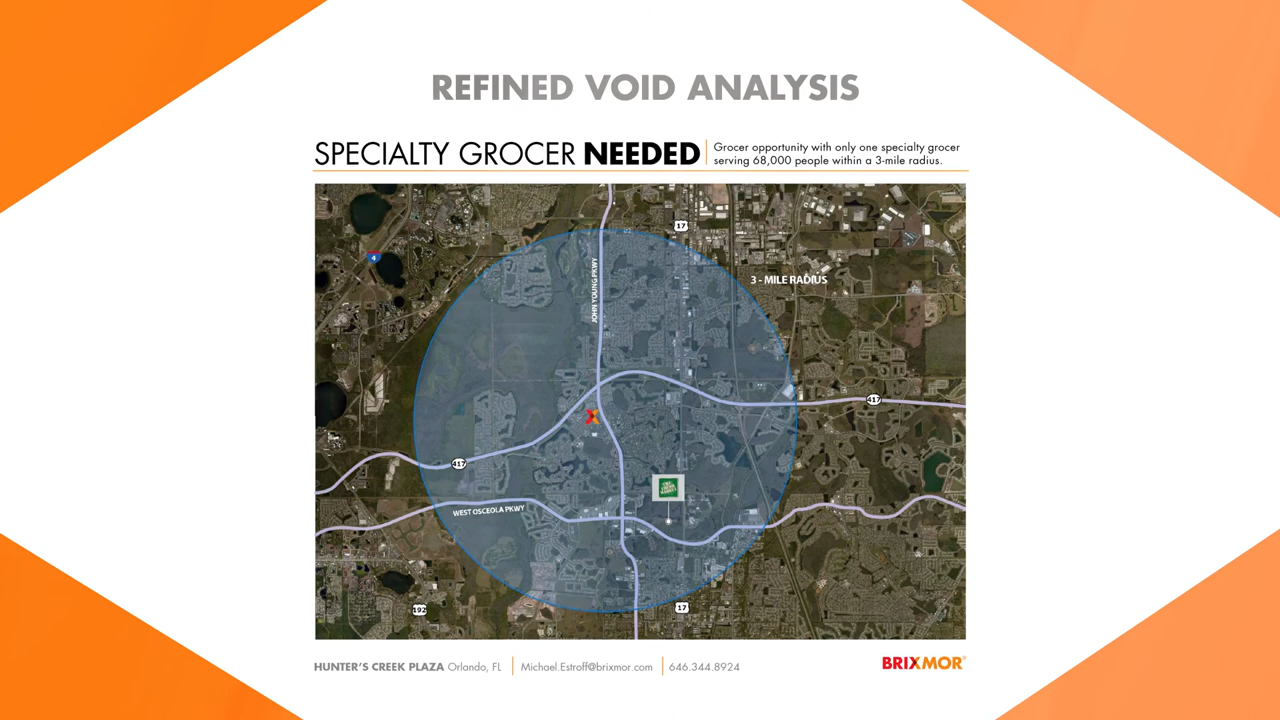 REFINED VOID ANALYSIS
SPECIALTY GROCER NEEDED
Grocer opportunity with only one specialty grocer
serving 68,000 people within a 3-mile radius.
17
4
3 - MILE RADIUS
JOHN YOUNG PKWY
417
417
WEST OSCEOLA PKWY
192
17
HUNTER'S CREEK PLAZA Orlando, FL
Michael.Estroff@brixmor.com
646.344.8924
BRIXMOR